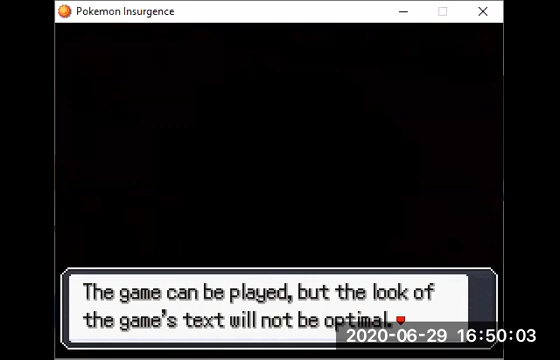 Pokemon Insurgence
The game can be played, but the look of
the game's text will not be optimal.
2020-06-29 16:50:03